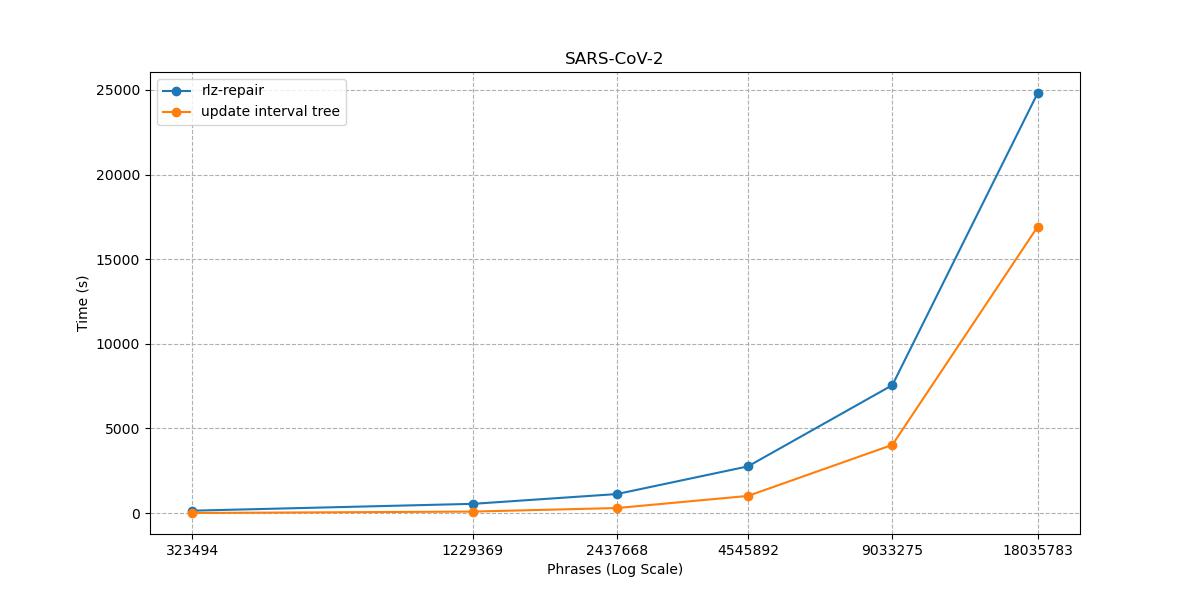 SARS-CoV-2
rlz-repair
update interval tree
25000
20000
15000
10000
5000
0
Time (s)
323494 1229369 2437668 4545892 9033275 18035783
Phrases (Log Scale)